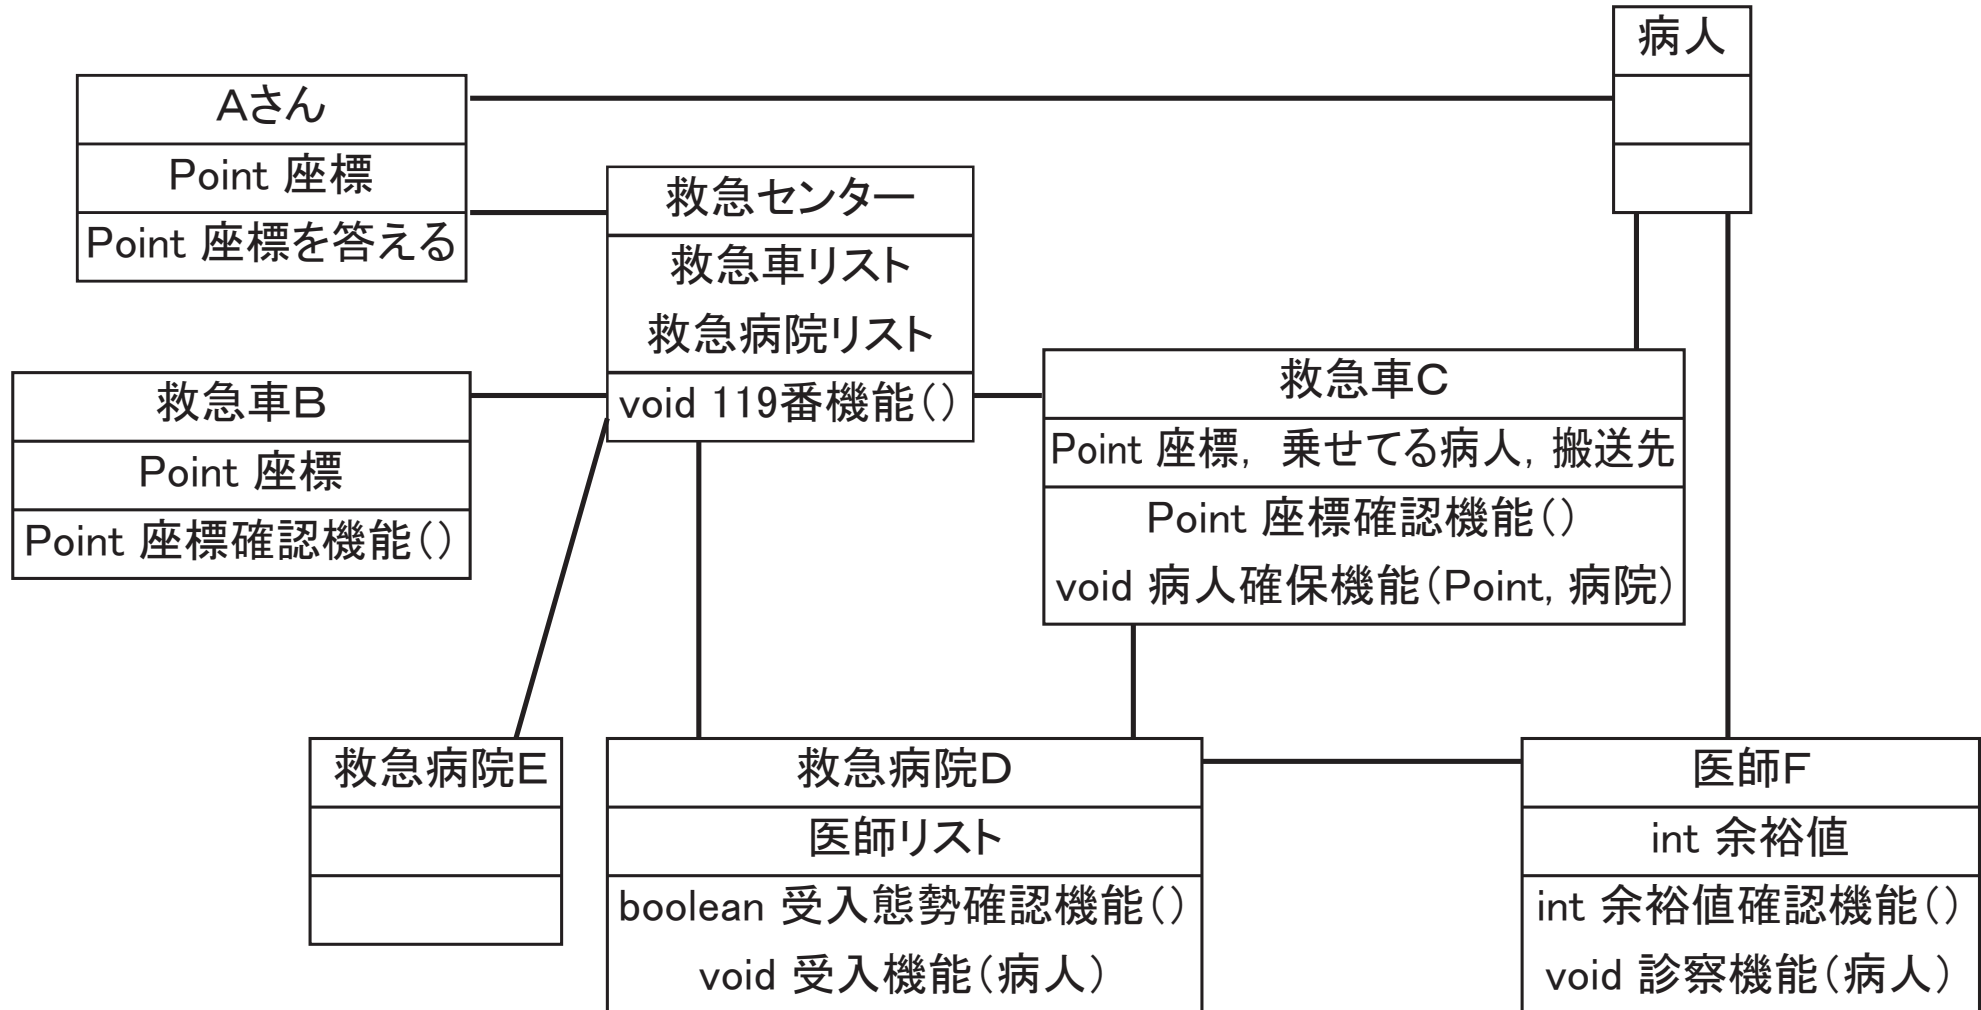 病人
Aさん
Point 座標
Point 座標を答える
救急センター
救急車リスト
救急病院リスト
void 119番機能()
救急車B
Point 座標
Point 座標確認機能()
救急車C
Point 座標, 乗せてる病人, 搬送先
Point 座標確認機能()
void 病人確保機能(Point, 病院)
救急病院E
救急病院D
医師リスト
boolean 受入態勢確認機能()
void 受入機能(病人)
医師F
int 余裕値
int 余裕値確認機能()
void 診察機能(病人)